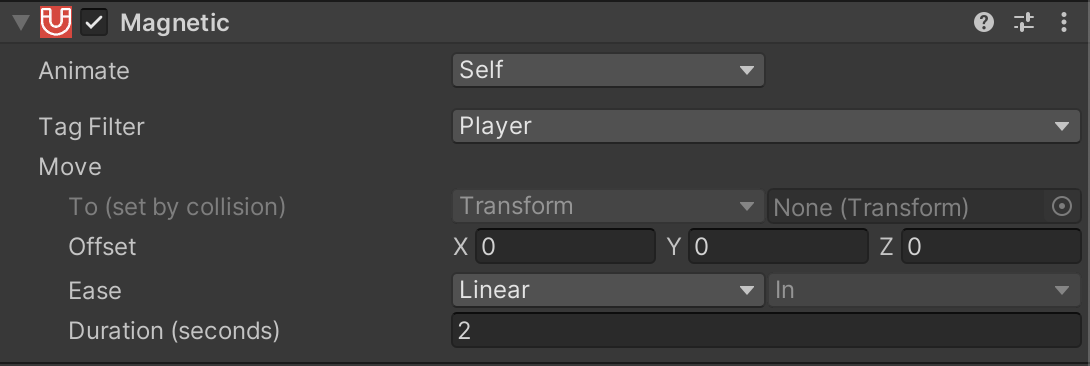 Magnetic
Animate Self
Tag Filter Player
Move
To (set by collision) Transform None (Transform)
Offset X 0 Y 0 Z 0
Ease Linear In
Duration (seconds) 2